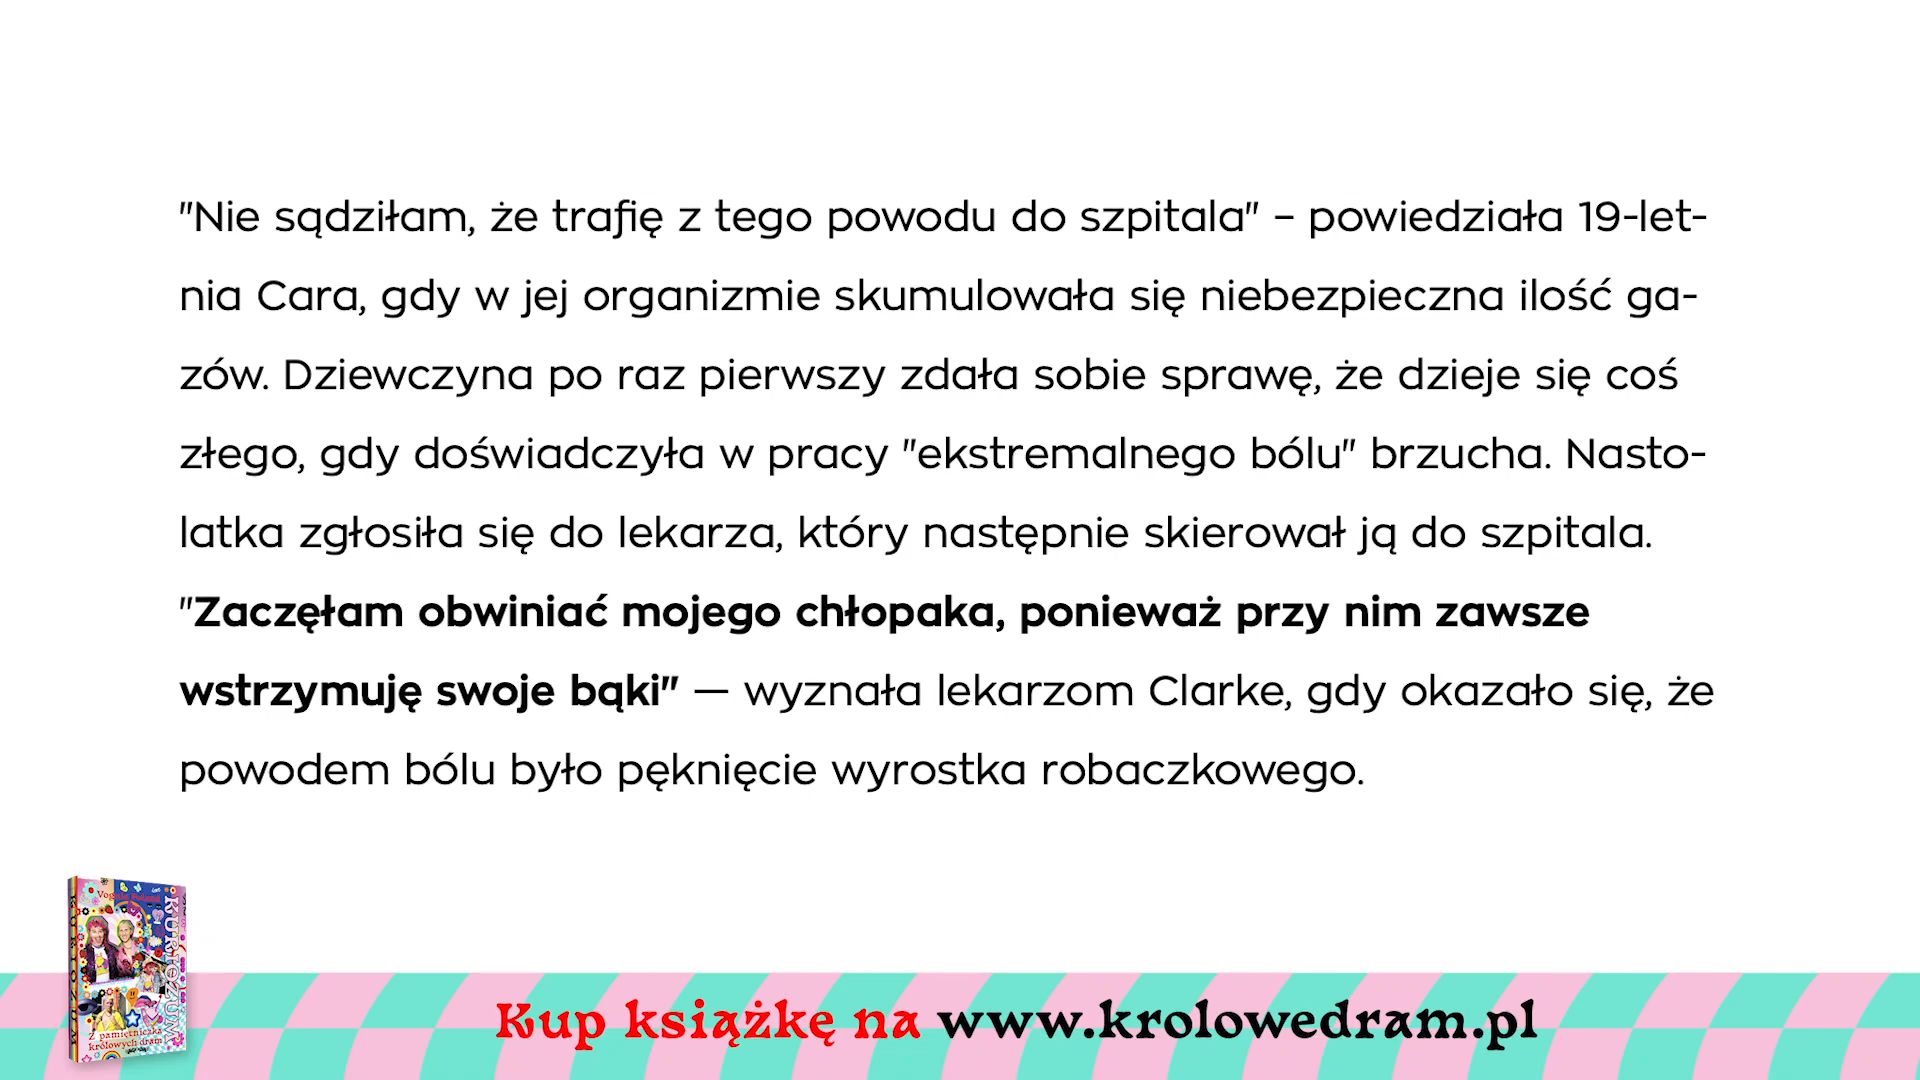 "Nie sądziłam, że trafię z tego powodu do szpitala" – powiedziała 19-let-
nia Cara, gdy w jej organizmie skumulowała się niebezpieczna ilość ga-
zów. Dziewczyna po raz pierwszy zdała sobie sprawę, że dzieje się coś
złego, gdy doświadczyła w pracy "ekstremalnego bólu" brzucha. Nasto-
latka zgłosiła się do lekarza, który następnie skierował ją do szpitala.
"Zaczęłam obwiniać mojego chłopaka, ponieważ przy nim zawsze
wstrzymuję swoje bąki" — wyznała lekarzom Clarke, gdy okazało się, że
powodem bólu było pęknięcie wyrostka robaczkowego.
Z pamiętniczka
królowych dram
Kup książkę na www.krolowedram.pl